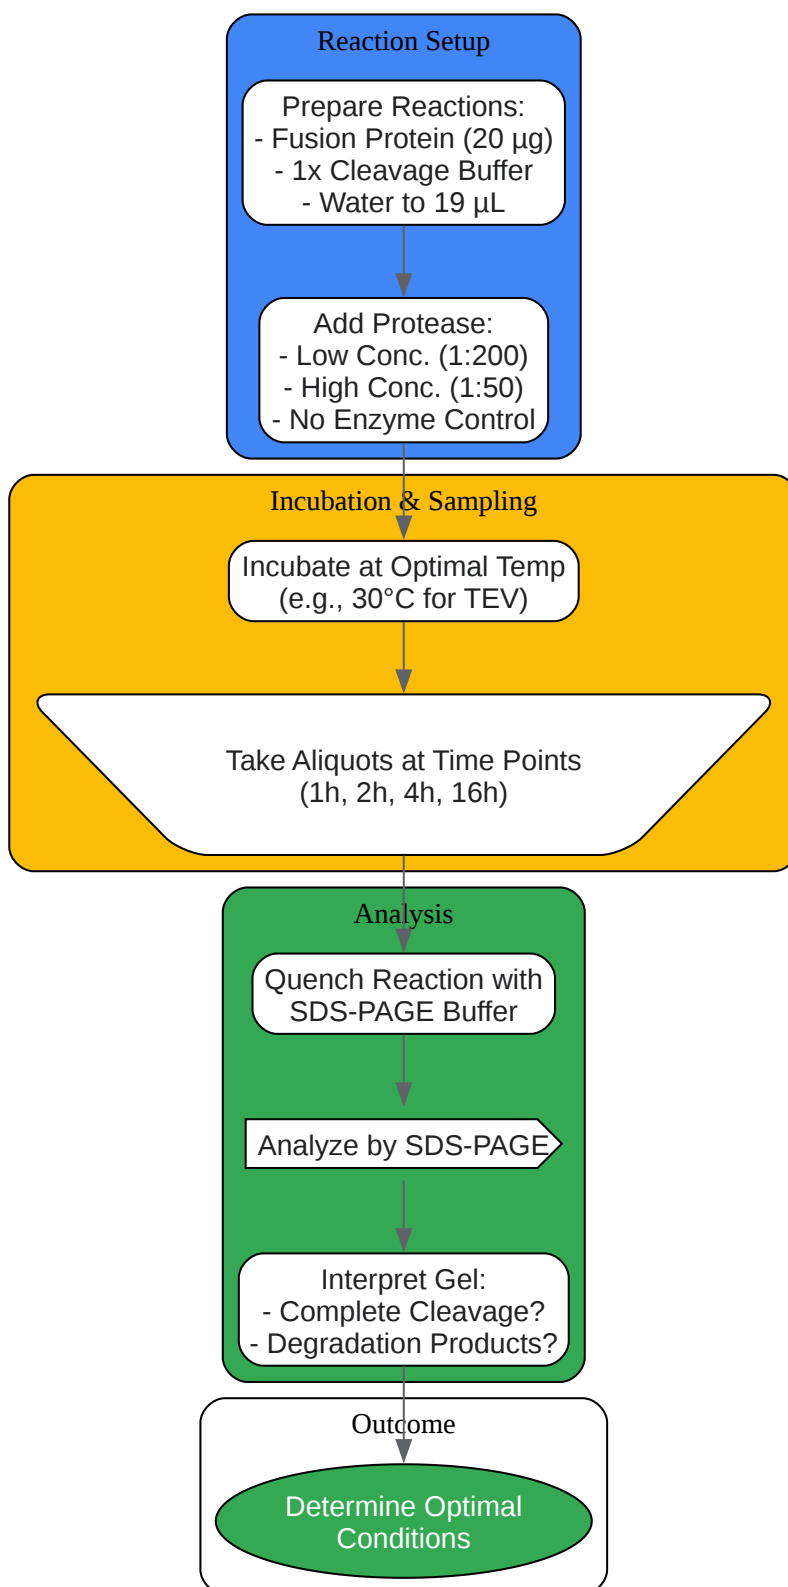 Reaction Setup
Prepare Reactions:
- Fusion Protein (20 µg)
- 1x Cleavage Buffer
- Water to 19 µL
Add Protease:
- Low Conc. (1:200)
- High Conc. (1:50)
- No Enzyme Control
Incubation & Sampling
Incubate at Optimal Temp
(e.g., 30°C for TEV)
Take Aliquots at Time Points
(1h, 2h, 4h, 16h)
Analysis
Quench Reaction with
SDS-PAGE Buffer
Analyze by SDS-PAGE
Interpret Gel:
- Complete Cleavage?
- Degradation Products?
Outcome
Determine Optimal
Conditions